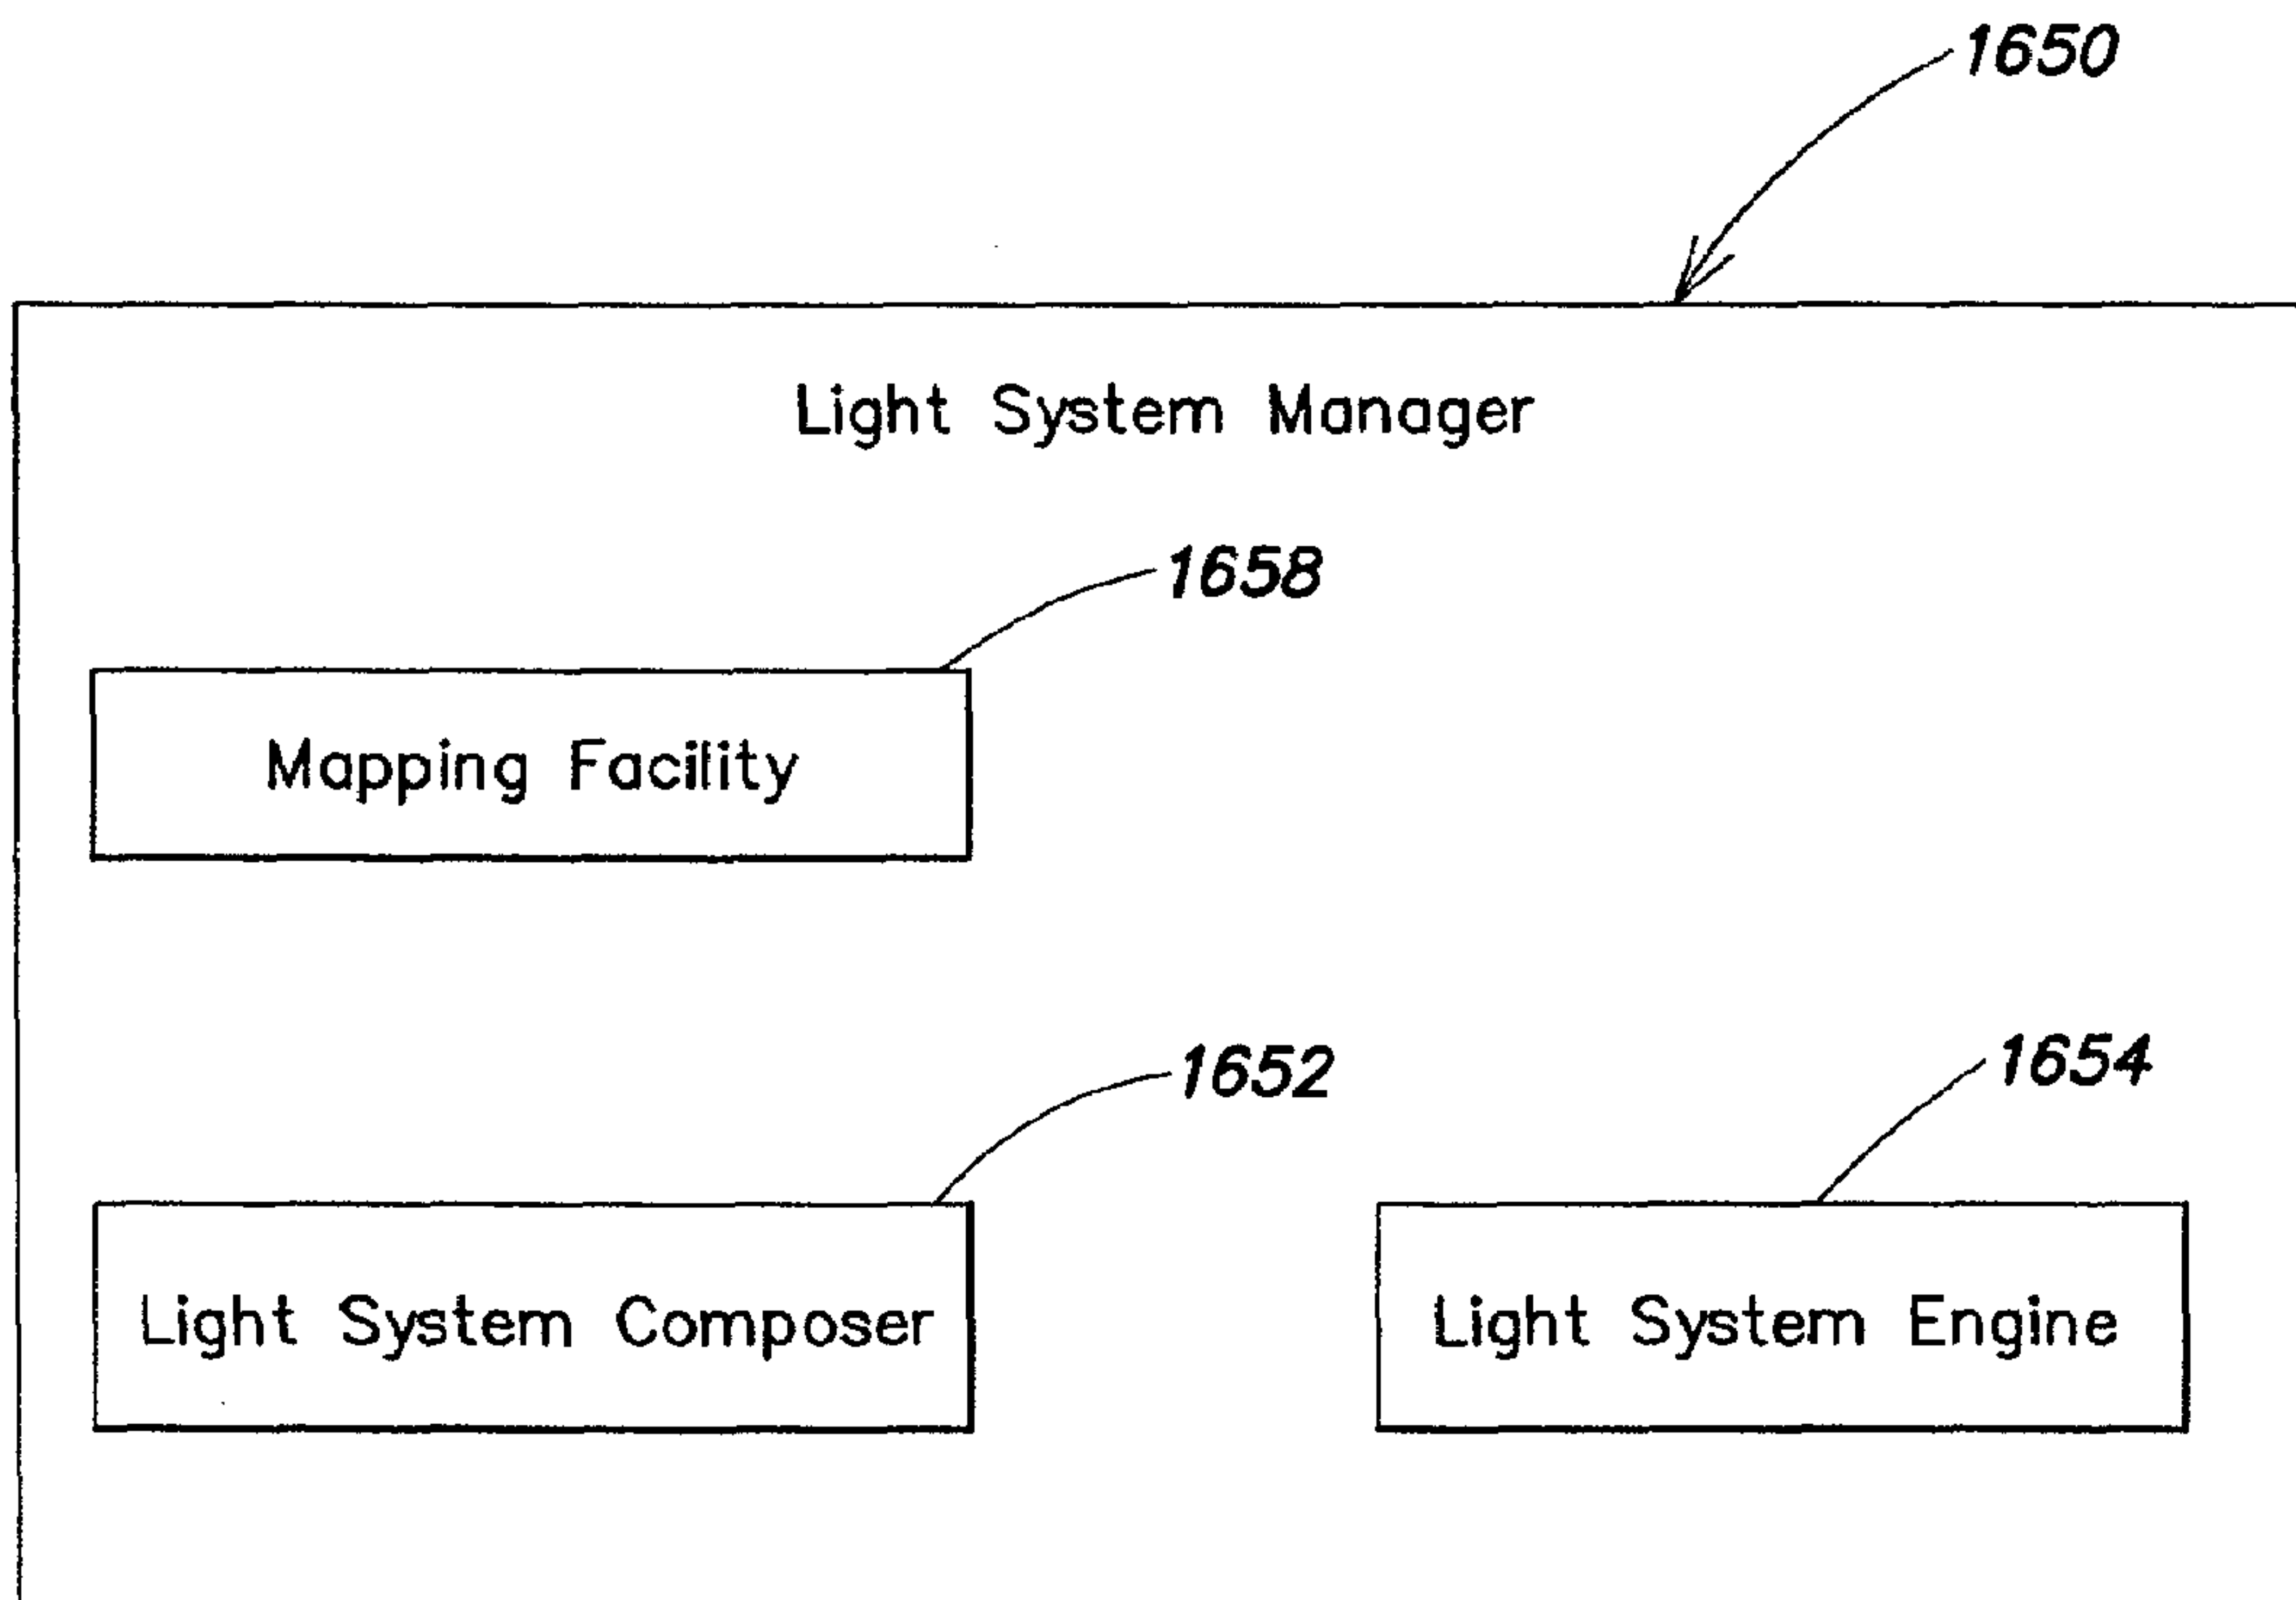 1650
Light System Manager
1658
Mapping Facility
1652
1654
Light System Composer
Light System Engine